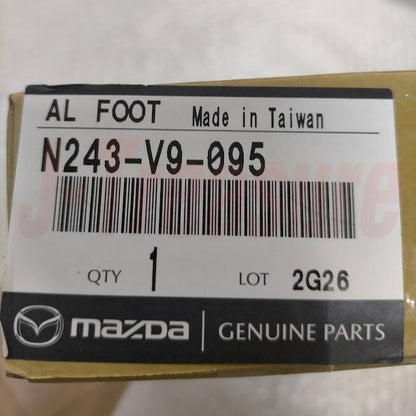 AL FOOT Made in Taiwan
N243-V9-095
QTY 1 LOT 2G26
mazda GENUINE PARTS